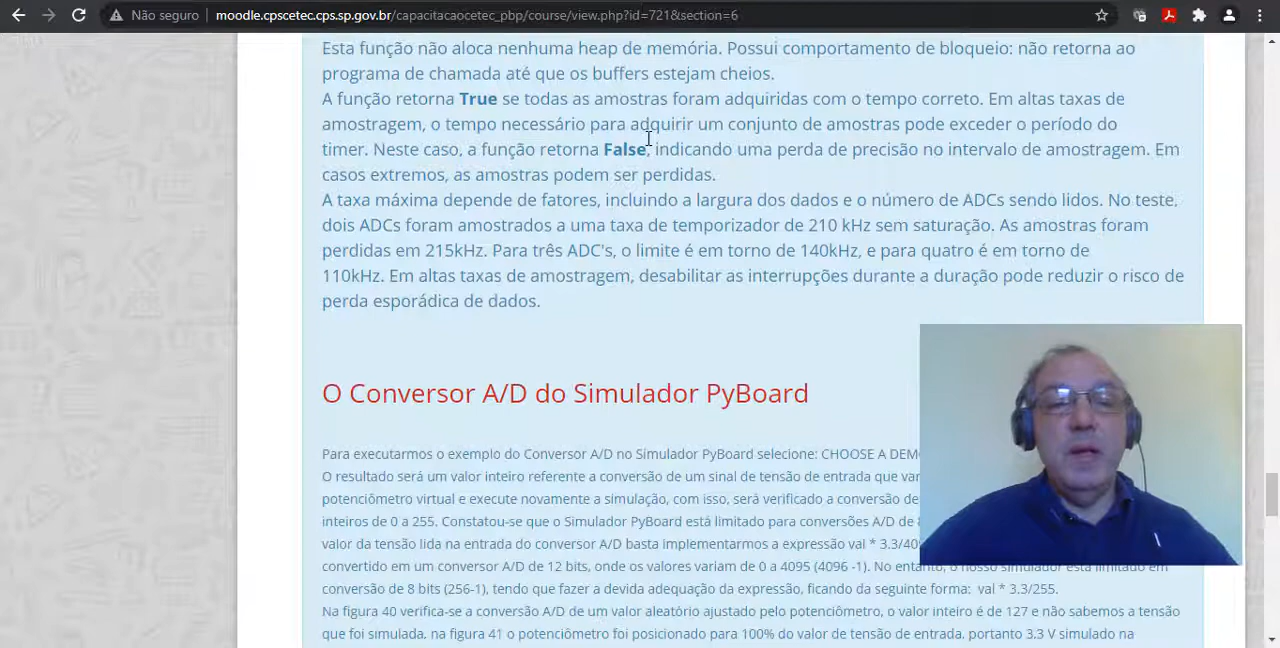 Não seguro
moodle.cpscetec.cps.sp.gov.br/capacitacaocetec_pbp/course/view.php?id=721&section=6
Esta função não aloca nenhuma heap de memória. Possui comportamento de bloqueio: não retorna ao
programa de chamada até que os buffers estejam cheios.
A função retorna True se todas as amostras foram adquiridas com o tempo correto. Em altas taxas de
amostragem, o tempo necessário para adquirir um conjunto de amostras pode exceder o período do
timer. Neste caso, a função retorna False, indicando uma perda de precisão no intervalo de amostragem. Em
casos extremos, as amostras podem ser perdidas.
A taxa máxima depende de fatores, incluindo a largura dos dados e o número de ADCs sendo lidos. No teste,
dois ADCs foram amostrados a uma taxa de temporizador de 210 kHz sem saturação. As amostras foram
perdidas em 215kHz. Para três ADC's, o limite é em torno de 140kHz, e para quatro é em torno de
110kHz. Em altas taxas de amostragem, desabilitar as interrupções durante a duração pode reduzir o risco de
perda esporádica de dados.
O Conversor A/D do Simulador PyBoard
Para executarmos o exemplo do Conversor A/D no Simulador PyBoard selecione: CHOOSE A
O resultado será um valor inteiro referente a conversão de um sinal de tensão de entrada que
potenciômetro virtual e execute novamente a simulação, com isso, será verificado a conversão
inteiros de 0 a 255. Constatou-se que o Simulador PyBoard está limitado para conversões A/D de
valor da tensão lida na entrada do conversor A/D basta implementarmos a expressão val *
convertido em um conversor A/D de 12 bits, onde os valores variam de 0 a 4095 (4096 -1). No entanto, o nosso simulador está limitado em
conversão de 8 bits (256-1), tendo que fazer a devida adequação da expressão, ficando da seguinte forma: val * 3.3/255.
Na figura 40 verifica-se a conversão A/D de um valor aleatório ajustado pelo potenciômetro, o valor inteiro é de 127 e não sabemos a tensão
que foi simulada, na figura 41 o potenciômetro foi posicionado para 100% do valor de tensão de entrada, portanto 3.3 V simulado na